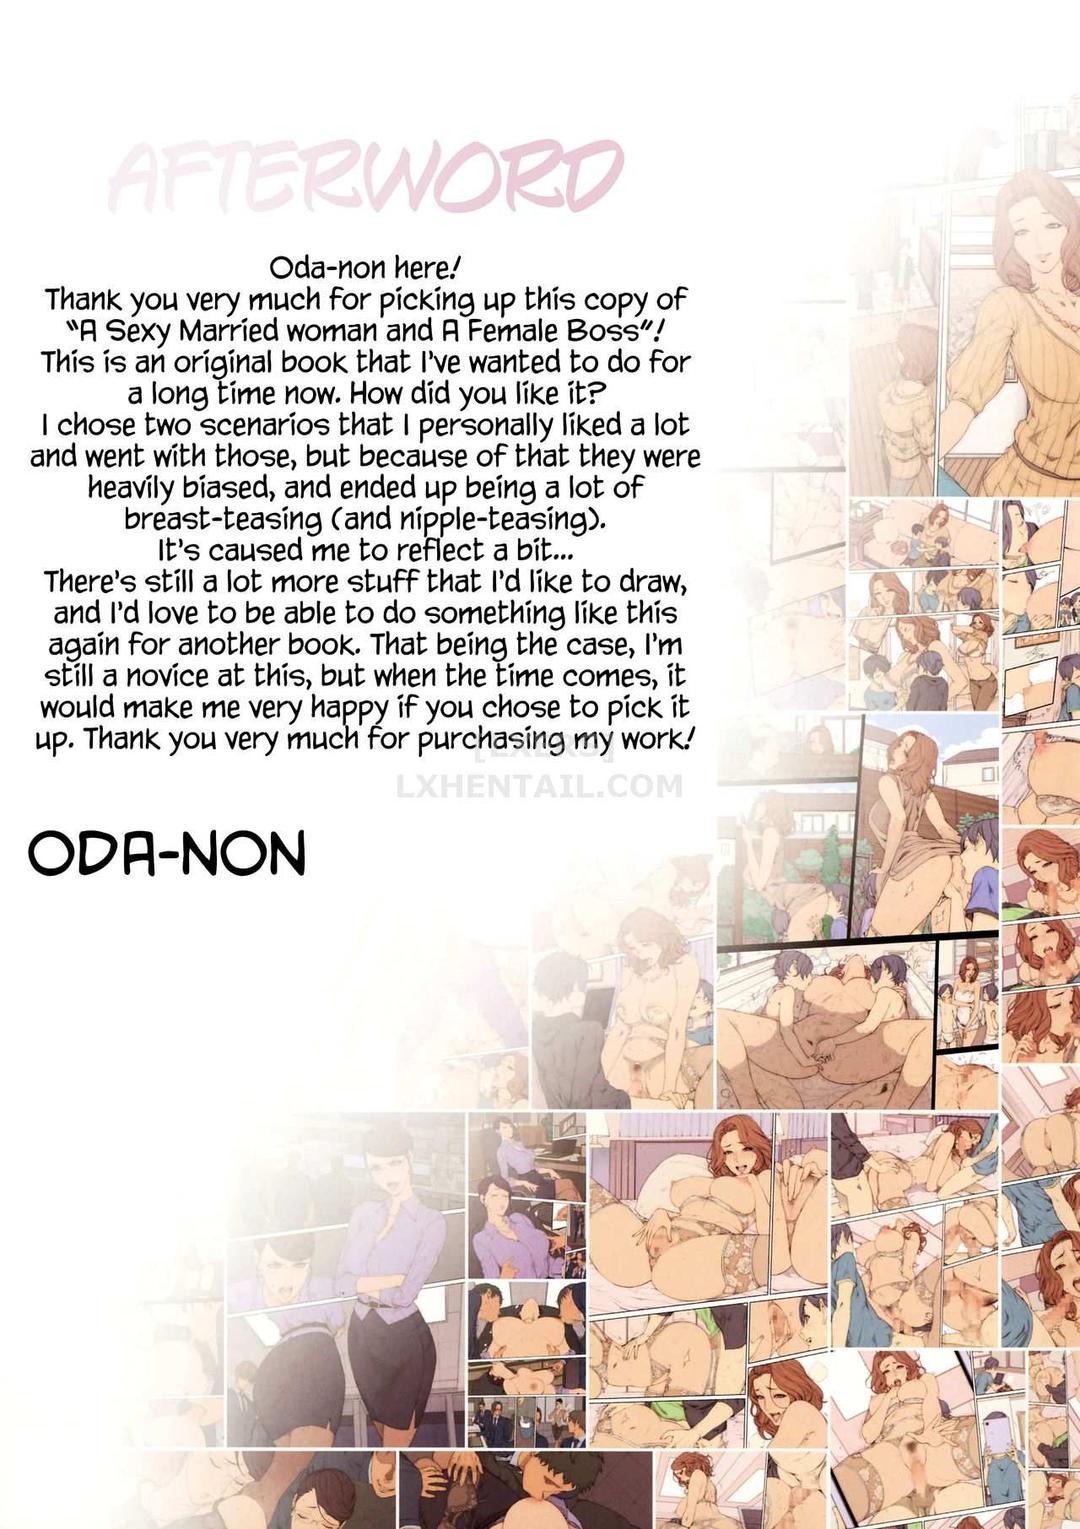 AFTERWORD
Oda-non here!
Thank you very much for picking up this copy of
"A Sexy Married woman and A Female Boss"!
This is an original book that I've wanted to do for
a long time now. How did you like it?
I chose two scenarios that I personally liked a lot
and went with those, but because of that they were
heavily biased, and ended up being a lot of
breast-teasing (and nipple-teasing).
It's caused me to reflect a bit...
There's still a lot more stuff that I'd like to draw,
and I'd love to be able to do something like this
again for another book. That being the case, I'm
still a novice at this, but when the time comes, it
would make me very happy if you chose to pick it
up. Thank you very much for purchasing my work!
LXHENTAIL.COM
ODA-NON